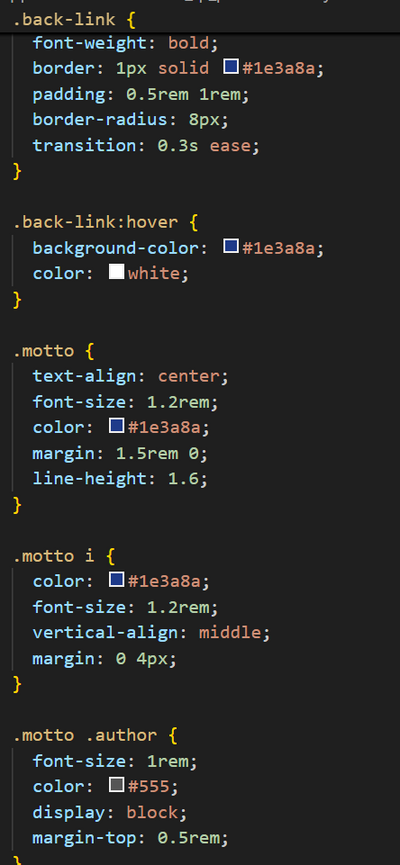 .back-link {
font-weight: bold;
border: 1px solid #1e3a8a;
padding: 0.5rem 1rem;
border-radius: 8px;
transition: 0.3s ease;
}
.back-link:hover {
background-color: #1e3a8a;
color: white;
}
.motto {
text-align: center;
font-size: 1.2rem;
color: #1e3a8a;
margin: 1.5rem 0;
line-height: 1.6;
}
.motto i {
color: #1e3a8a;
font-size: 1.2rem;
vertical-align: middle;
margin: 0 4px;
}
.motto .author {
font-size: 1rem;
color: #555;
display: block;
margin-top: 0.5rem;
}